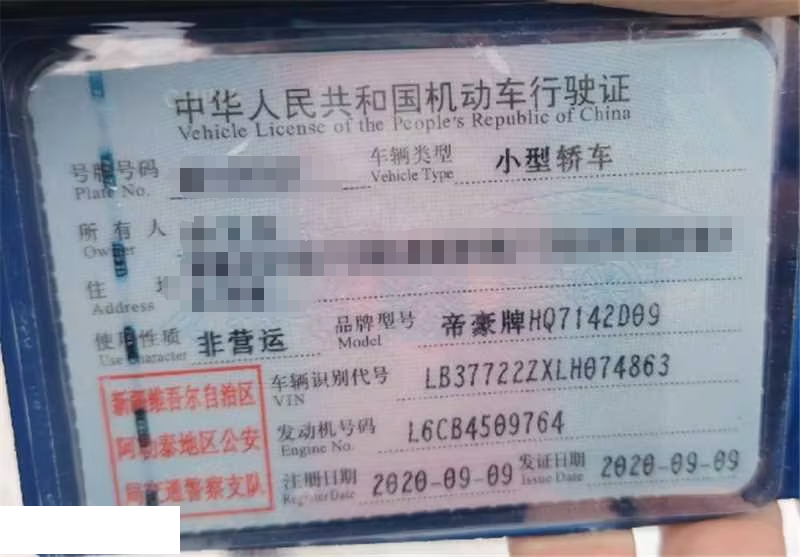 中华人民共和国机动车行驶证
Vehicle License of the People's Republic of China
号牌号码 车辆类型 小型轿车
Plate No. Vehicle Type
所有人
Owner
住址
Address
使用性质 非营运 品牌型号 帝豪牌HQ7142D09
Use Character Model
车辆识别代号 LB37722ZXLH074863
VIN
发动机号码 L6CB4509764
Engine No.
注册日期 2020-09-09 发证日期 2020-09-09
Register Date Issue Date
新疆维吾尔自治区
阿勒泰地区公安
局交通警察支队